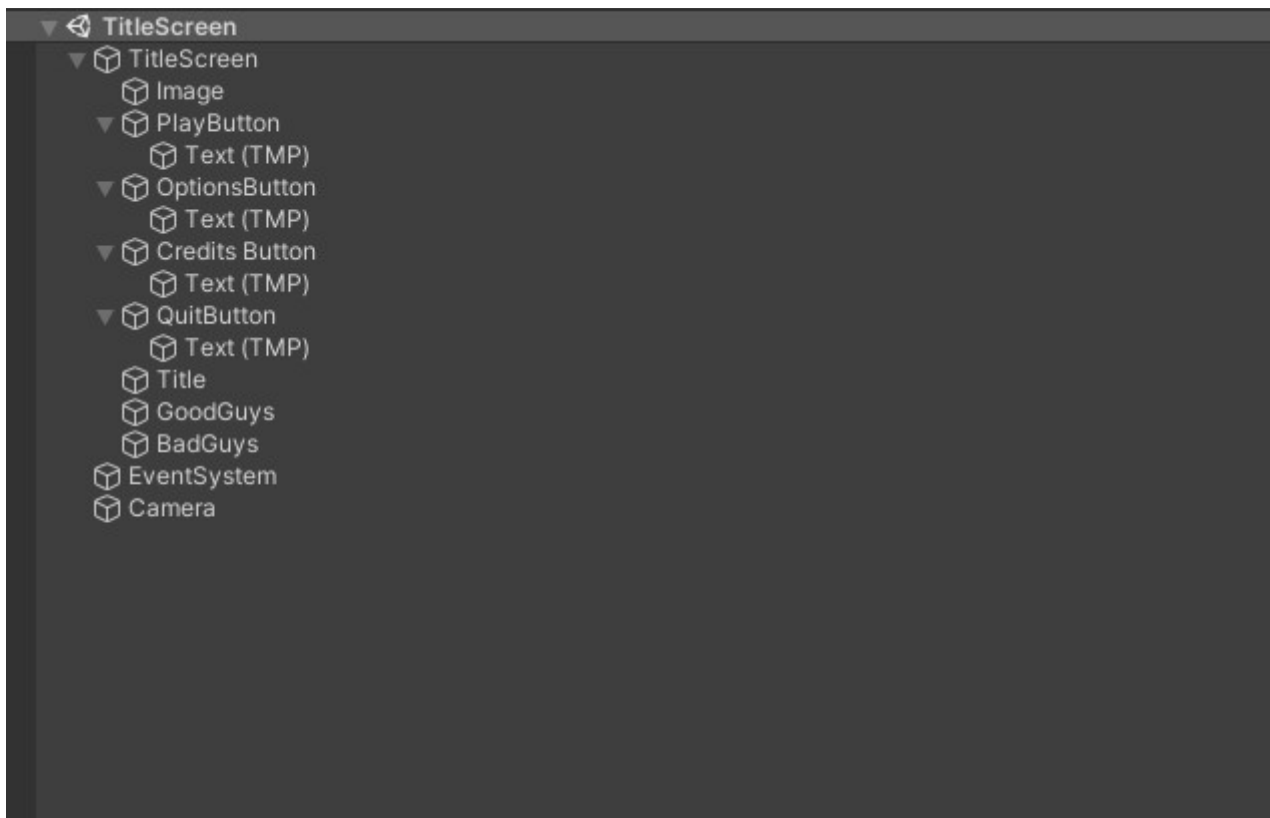 TitleScreen
TitleScreen
Image
PlayButton
Text (TMP)
OptionsButton
Text (TMP)
Credits Button
Text (TMP)
QuitButton
Text (TMP)
Title
GoodGuys
BadGuys
EventSystem
Camera